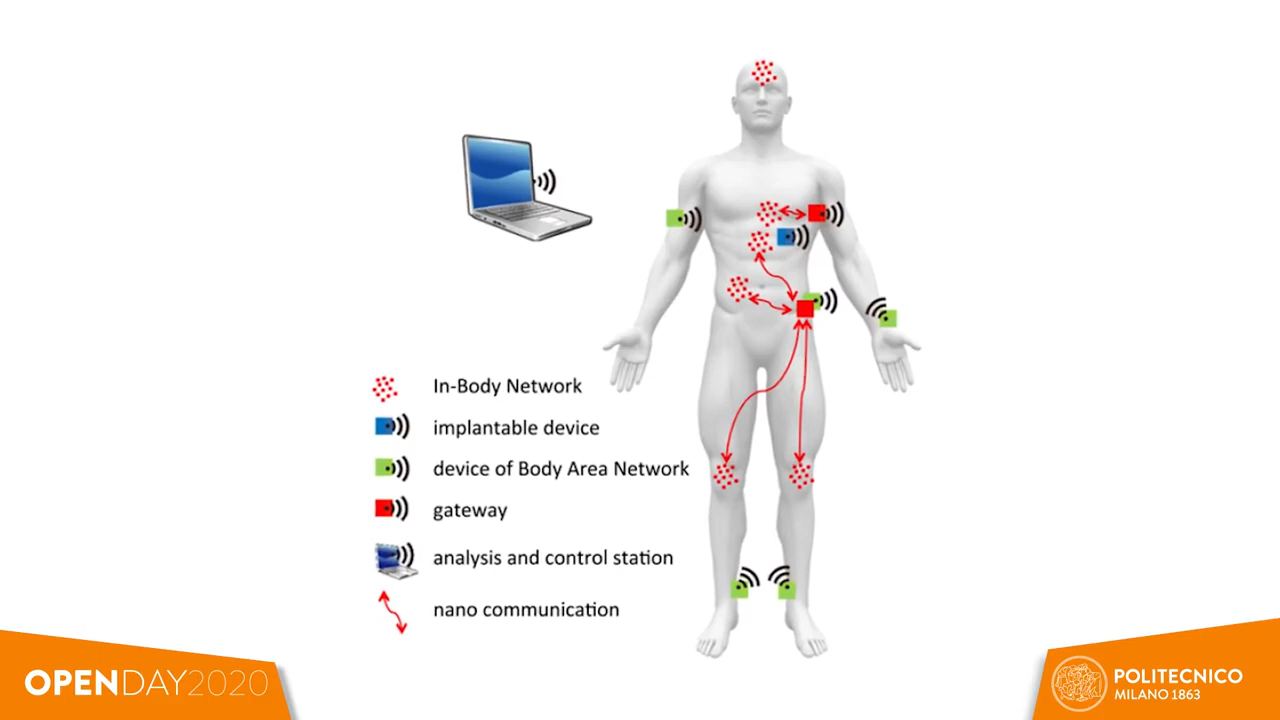 In-Body Network
implantable device
device of Body Area Network
gateway
analysis and control station
nano communication
OPENDAY2020
POLITECNICO
MILANO 1863